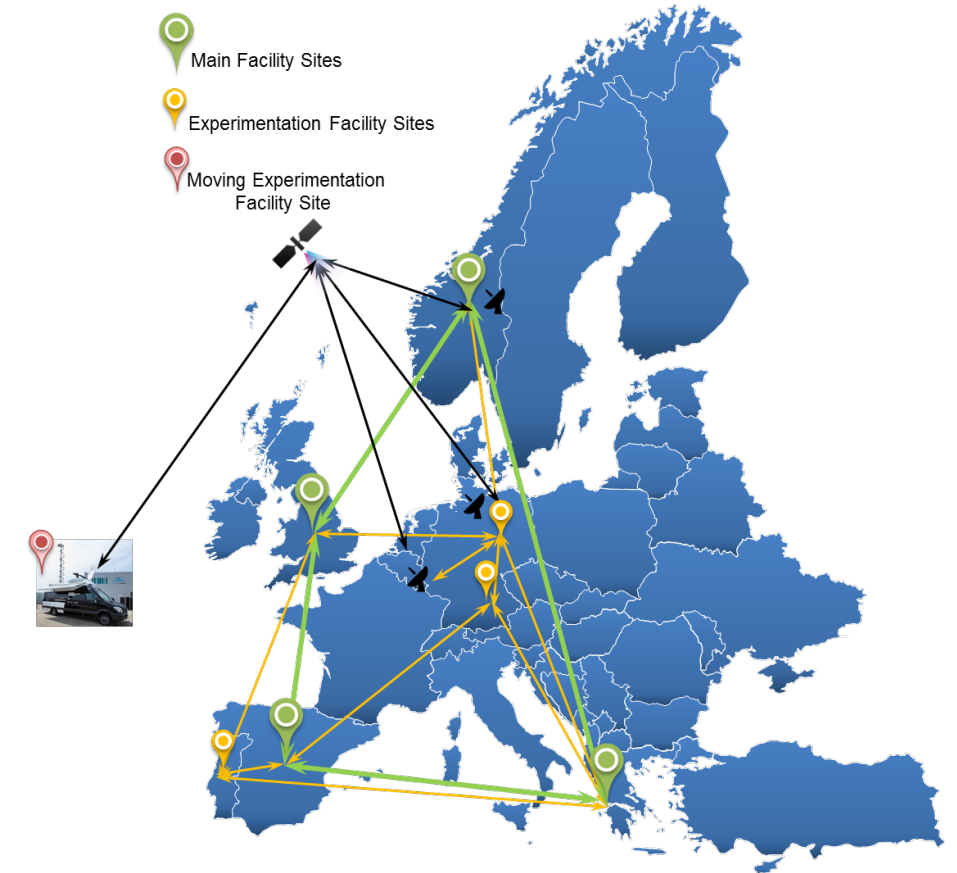 Main Facility Sites
Experimentation Facility Sites
Moving Experimentation
Facility Site